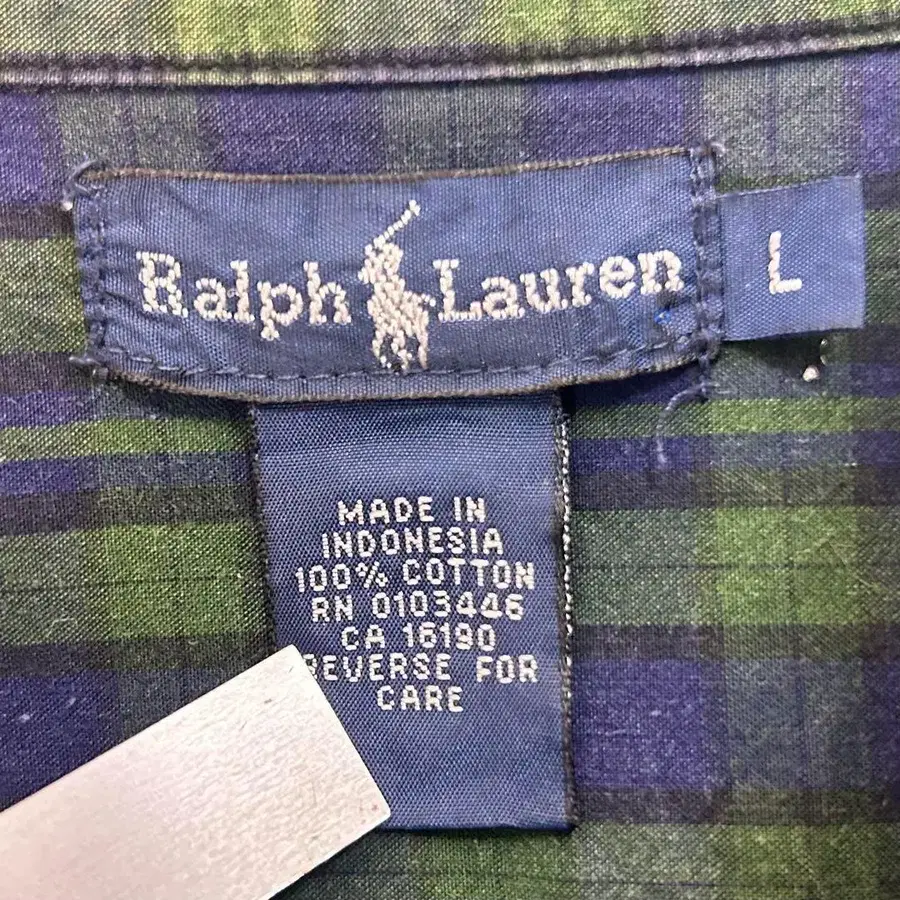 Ralph Lauren
L
MADE IN
INDONESIA
100% COTTON
RN 0103446
CA 16190
REVERSE FOR
CARE